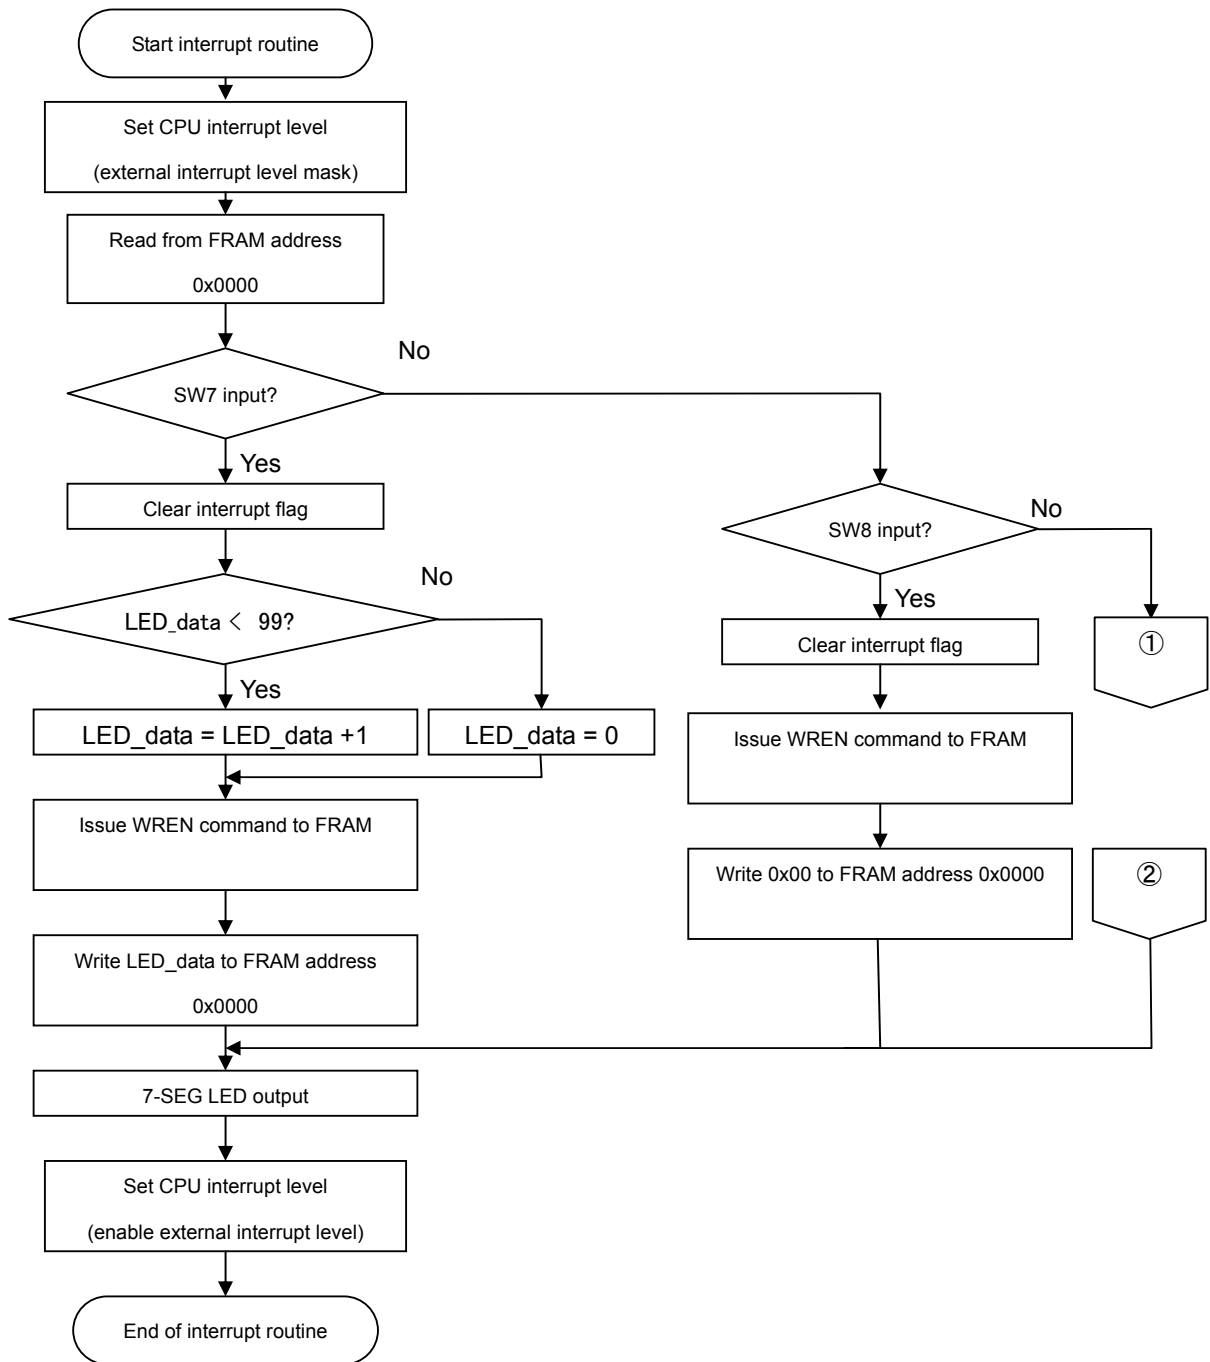 Start interrupt routine
Set CPU interrupt level
(external interrupt level mask)
Read from FRAM address
0x0000
No
SW7 input?
Yes
Clear interrupt flag
No
SW8 input?
No
LED_data < 99?
Yes
Clear interrupt flag
①
Yes
LED_data = LED_data +1
LED_data = 0
Issue WREN command to FRAM
Issue WREN command to FRAM
Write 0x00 to FRAM address 0x0000
②
Write LED_data to FRAM address
0x0000
7-SEG LED output
Set CPU interrupt level
(enable external interrupt level)
End of interrupt routine